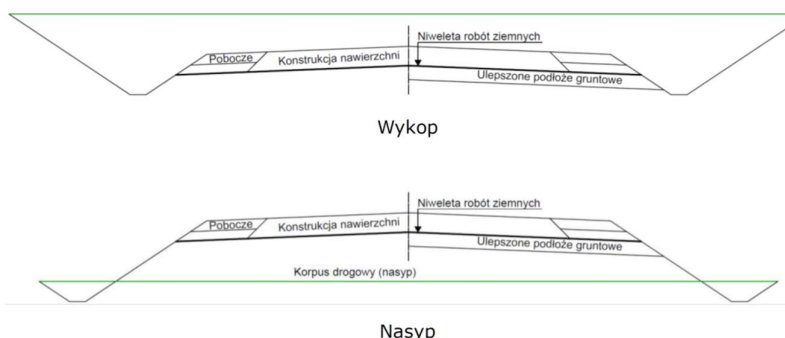 Niweleta robót ziemnych
Pobocze
Konstrukcja nawierzchni
Ulepszone podłoże gruntowe
Wykop
Niweleta robót ziemnych
Pobocze
Konstrukcja nawierzchni
Ulepszone podłoże gruntowe
Korpus drogowy (nasyp)
Nasyp